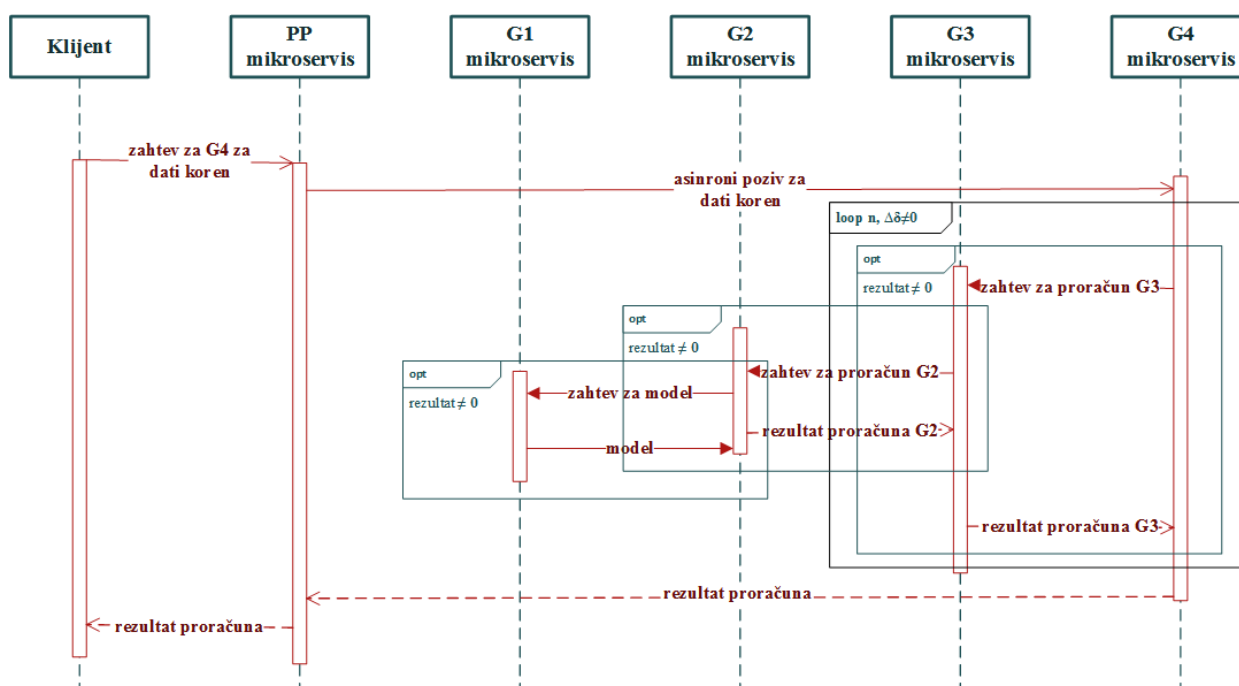 Klijent
PP
mikroservis
G1
mikroservis
G2
mikroservis
G3
mikroservis
G4
mikroservis
zahtev za G4 za
dati koren
asinroni poziv za
dati koren
loop n, Δδ≠0
opt
rezultat ≠ 0
zahtev za proračun G3
opt
rezultat ≠ 0
zahtev za proračun G2
opt
rezultat ≠ 0
zahtev za model
rezultat proračuna G2
model
rezultat proračuna G3
rezultat proračuna
rezultat proračuna